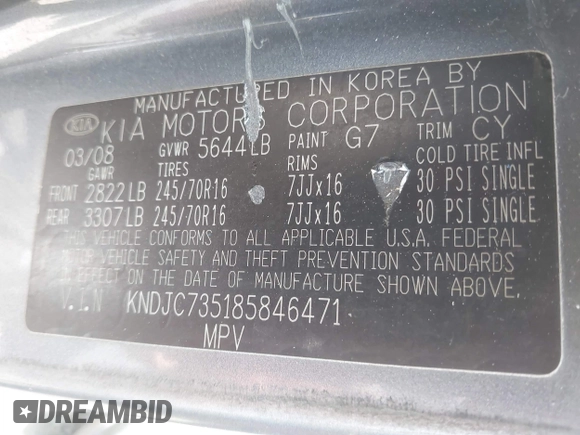 MANUFACTURED IN KOREA BY
KIA KIA MOTORS CORPORATION
03/08 GVWR 5644LB PAINT G7 TRIM CY
GAWR TIRES RIMS COLD TIRE INFL
FRONT 2822LB 245/70R16 7JJx16 30 PSI SINGLE
REAR 3307LB 245/70R16 7JJx16 30 PSI SINGLE
THIS VEHICLE CONFORMS TO ALL APPLICABLE U.S.A. FEDERAL
MOTOR VEHICLE SAFETY AND THEFT PREVENTION STANDARDS
IN EFFECT ON THE DATE OF MANUFACTURE SHOWN ABOVE.
V.I.N KNDJC735185846471
MPV
DREAMBID